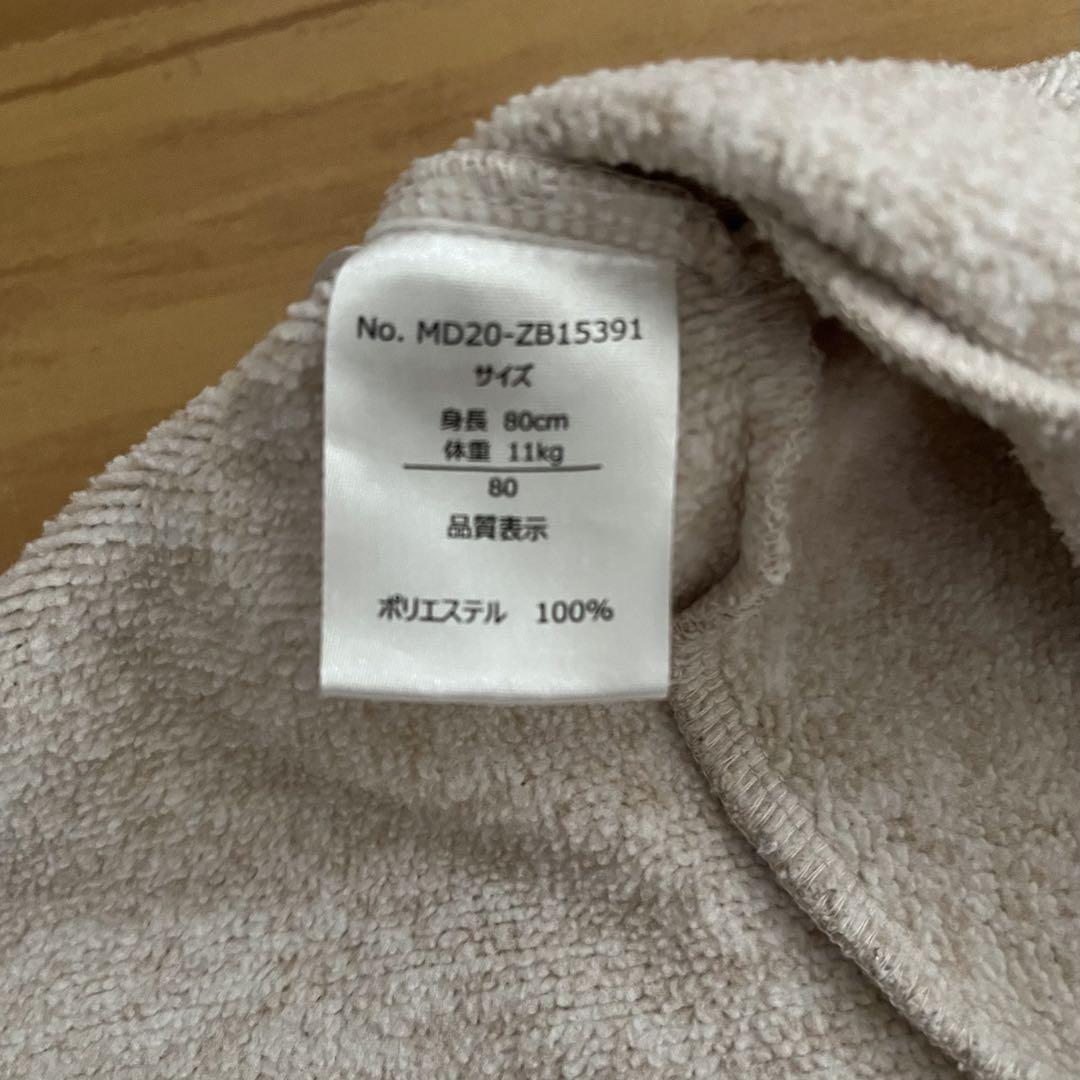 No. MD20-ZB15391
サイズ
身長 80cm
体重 11kg
80
品質表示
ポリエステル 100%